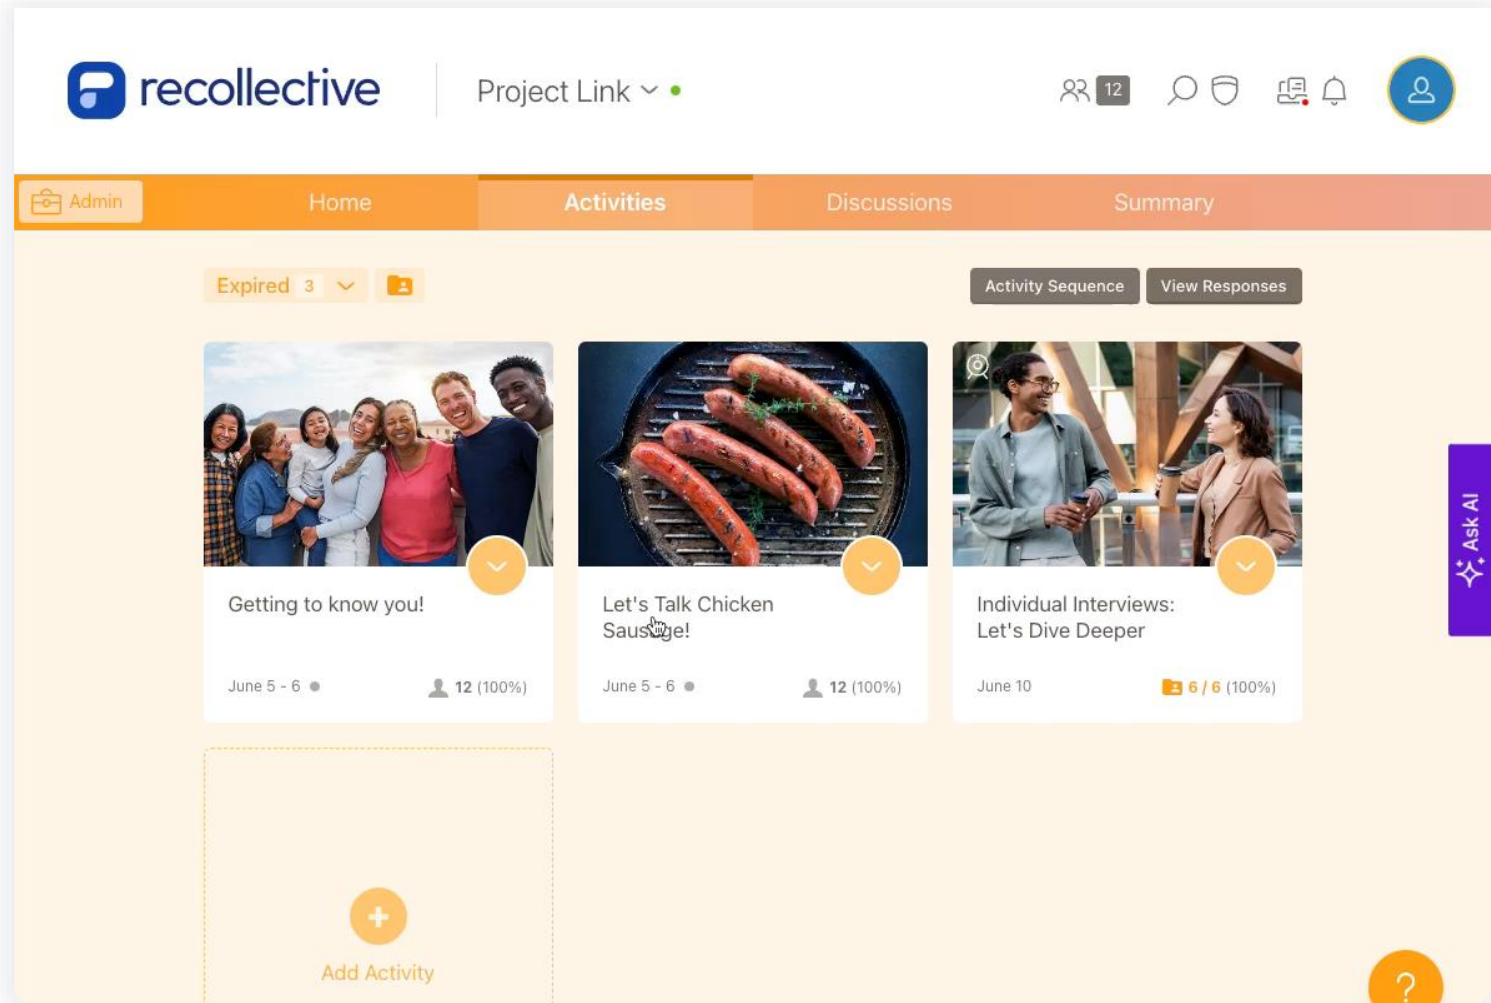 recollective
Project Link
12
Admin
Home
Activities
Discussions
Summary
Expired 3
Activity Sequence
View Responses
Getting to know you!
June 5 - 6
12 (100%)
Let's Talk Chicken
Sausage!
June 5 - 6
12 (100%)
Individual Interviews:
Let's Dive Deeper
June 10
6 / 6 (100%)
Ask AI
Add Activity
?